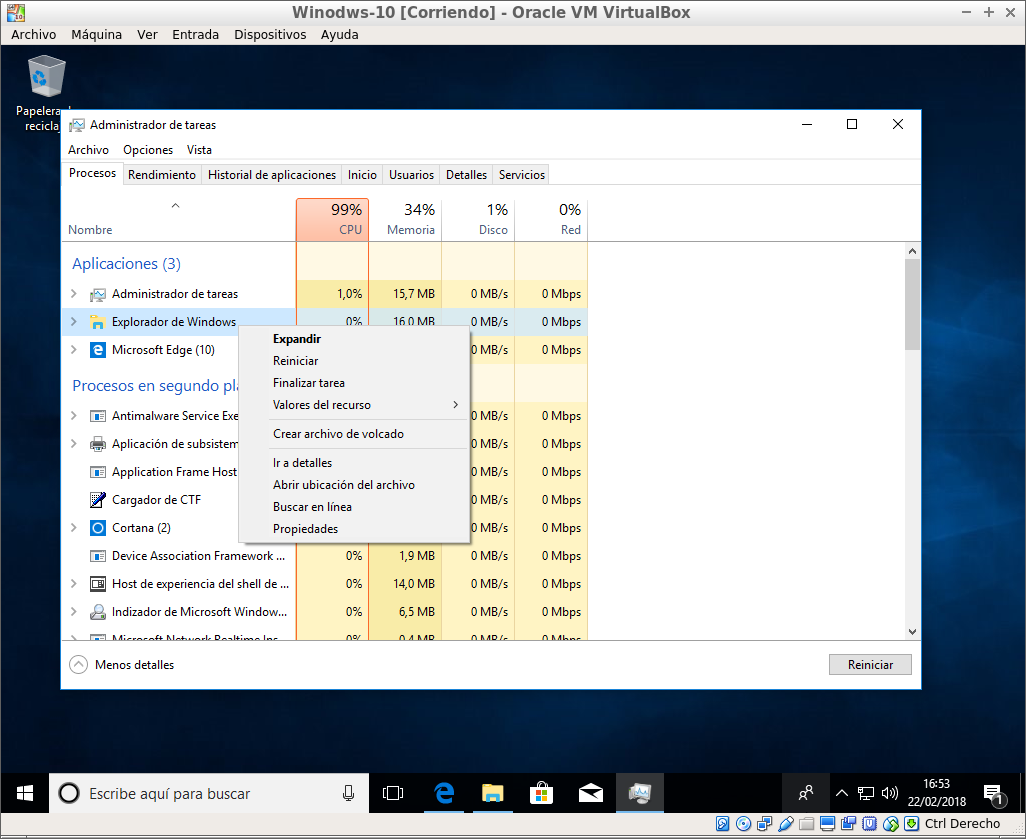 Winodws-10 [Corriendo] - Oracle VM VirtualBox
Archivo Máquina Ver Entrada Dispositivos Ayuda
Papelera
recicla
Administrador de tareas
Archivo Opciones Vista
Procesos Rendimiento Historial de aplicaciones Inicio Usuarios Detalles Servicios
99% 34% 1% 0%
Nombre CPU Memoria Disco Red
Aplicaciones (3)
Administrador de tareas 1,0% 15,7 MB 0 MB/s 0 Mbps
Explorador de Windows 0% 16,0 MB 0 MB/s 0 Mbps
Microsoft Edge (10) 0 MB/s 0 Mbps
Procesos en segundo pla
Antimalware Service Exe 0 MB/s 0 Mbps
Aplicación de subsistem 0 MB/s 0 Mbps
Application Frame Host 0 MB/s 0 Mbps
Cargador de CTF 0 MB/s 0 Mbps
Cortana (2) 0 MB/s 0 Mbps
Device Association Framework ... 0% 1,9 MB 0 MB/s 0 Mbps
Host de experiencia del shell de ... 0% 14,0 MB 0 MB/s 0 Mbps
Indizador de Microsoft Window... 0% 6,5 MB 0 MB/s 0 Mbps
Microsoft Network Realtime Ins... 0% 0,4 MB 0 MB/s 0 Mbps
Expandir
Reiniciar
Finalizar tarea
Valores del recurso
Crear archivo de volcado
Ir a detalles
Abrir ubicación del archivo
Buscar en línea
Propiedades
Menos detalles
Reiniciar
Escribe aquí para buscar
16:53
22/02/2018
1
Ctrl Derecho